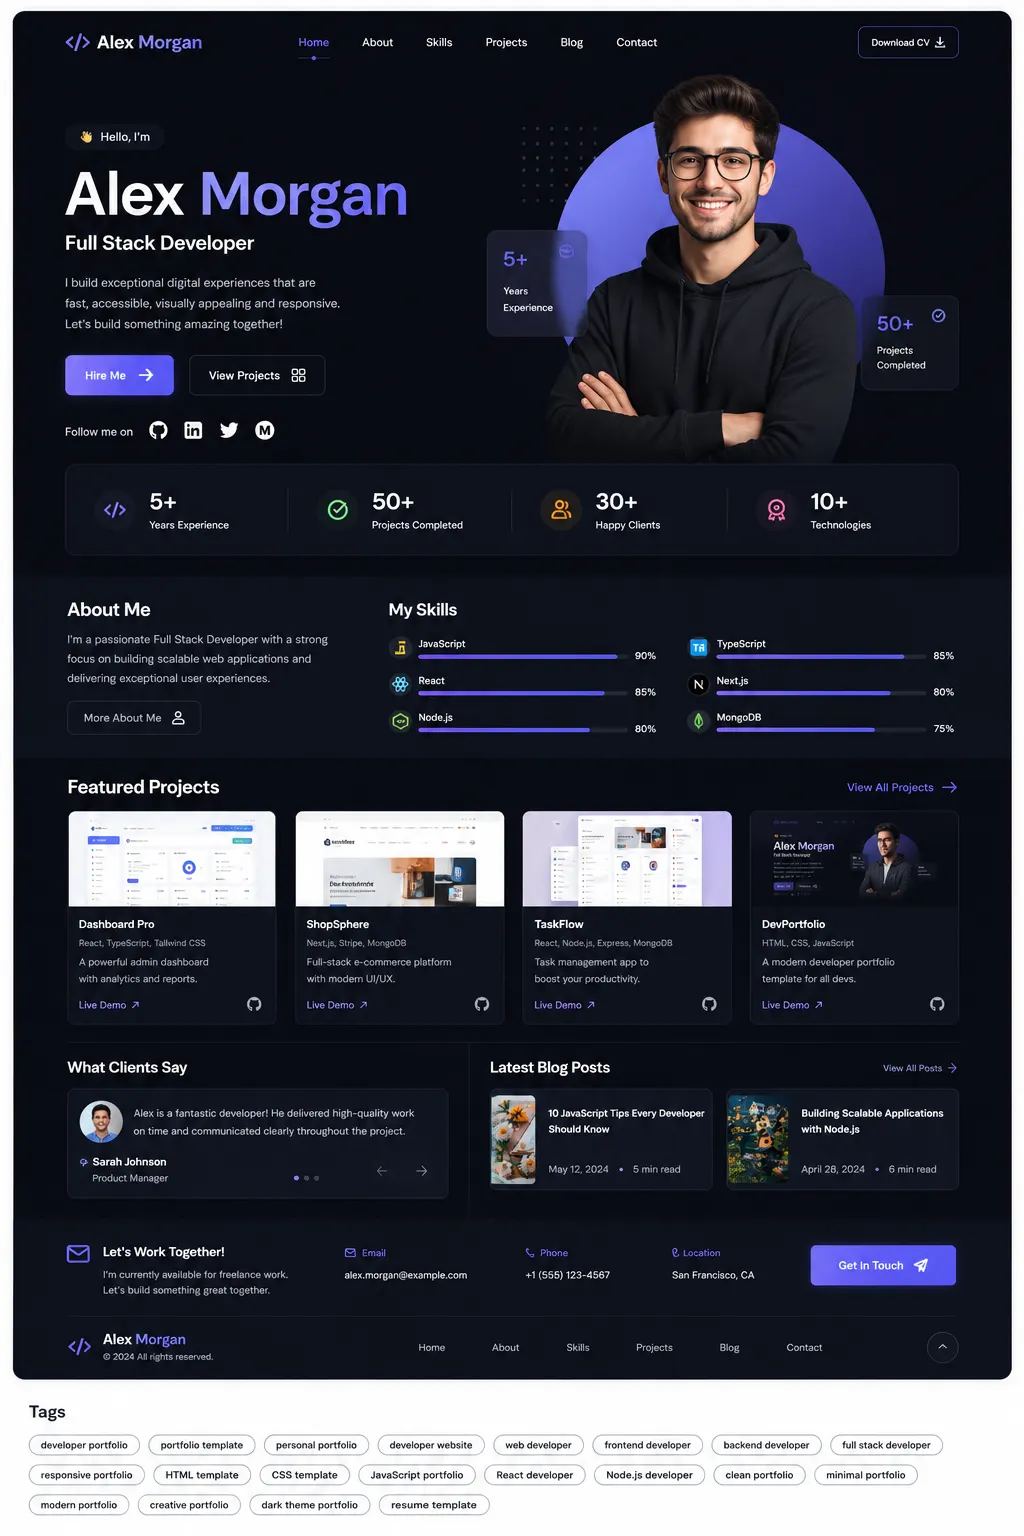 </> Alex Morgan
Home
About
Skills
Projects
Blog
Contact
Download CV
👋 Hello, I'm
Alex Morgan
Full Stack Developer
I build exceptional digital experiences that are
fast, accessible, visually appealing and responsive.
Let's build something amazing together!
Hire Me
View Projects
Follow me on
5+
Years
Experience
50+
Projects
Completed
5+
Years Experience
50+
Projects Completed
30+
Happy Clients
10+
Technologies
About Me
I'm a passionate Full Stack Developer with a strong
focus on building scalable web applications and
delivering exceptional user experiences.
More About Me
My Skills
JavaScript
90%
React
85%
Node.js
80%
TypeScript
85%
Next.js
80%
MongoDB
75%
Featured Projects
View All Projects
Dashboard Pro
React, TypeScript, Tailwind CSS
A powerful admin dashboard
with analytics and reports.
Live Demo
ShopSphere
Next.js, Stripe, MongoDB
Full-stack e-commerce platform
with modern UI/UX.
Live Demo
TaskFlow
React, Node.js, Express, MongoDB
Task management app to
boost your productivity.
Live Demo
Alex Morgan
DevPortfolio
HTML, CSS, JavaScript
A modern developer portfolio
template for all devs.
Live Demo
What Clients Say
Alex is a fantastic developer! He delivered high-quality work
on time and communicated clearly throughout the project.
Sarah Johnson
Product Manager
Latest Blog Posts
View All Posts
10 JavaScript Tips Every Developer
Should Know
May 12, 2024 • 5 min read
Building Scalable Applications
with Node.js
April 28, 2024 • 6 min read
Let's Work Together!
I'm currently available for freelance work.
Let's build something great together.
Email
alex.morgan@example.com
Phone
+1 (555) 123-4567
Location
San Francisco, CA
Get In Touch
</> Alex Morgan
© 2024 All rights reserved.
Home
About
Skills
Projects
Blog
Contact
Tags
developer portfolio
portfolio template
personal portfolio
developer website
web developer
frontend developer
backend developer
full stack developer
responsive portfolio
HTML template
CSS template
JavaScript portfolio
React developer
Node.js developer
clean portfolio
minimal portfolio
modern portfolio
creative portfolio
dark theme portfolio
resume template